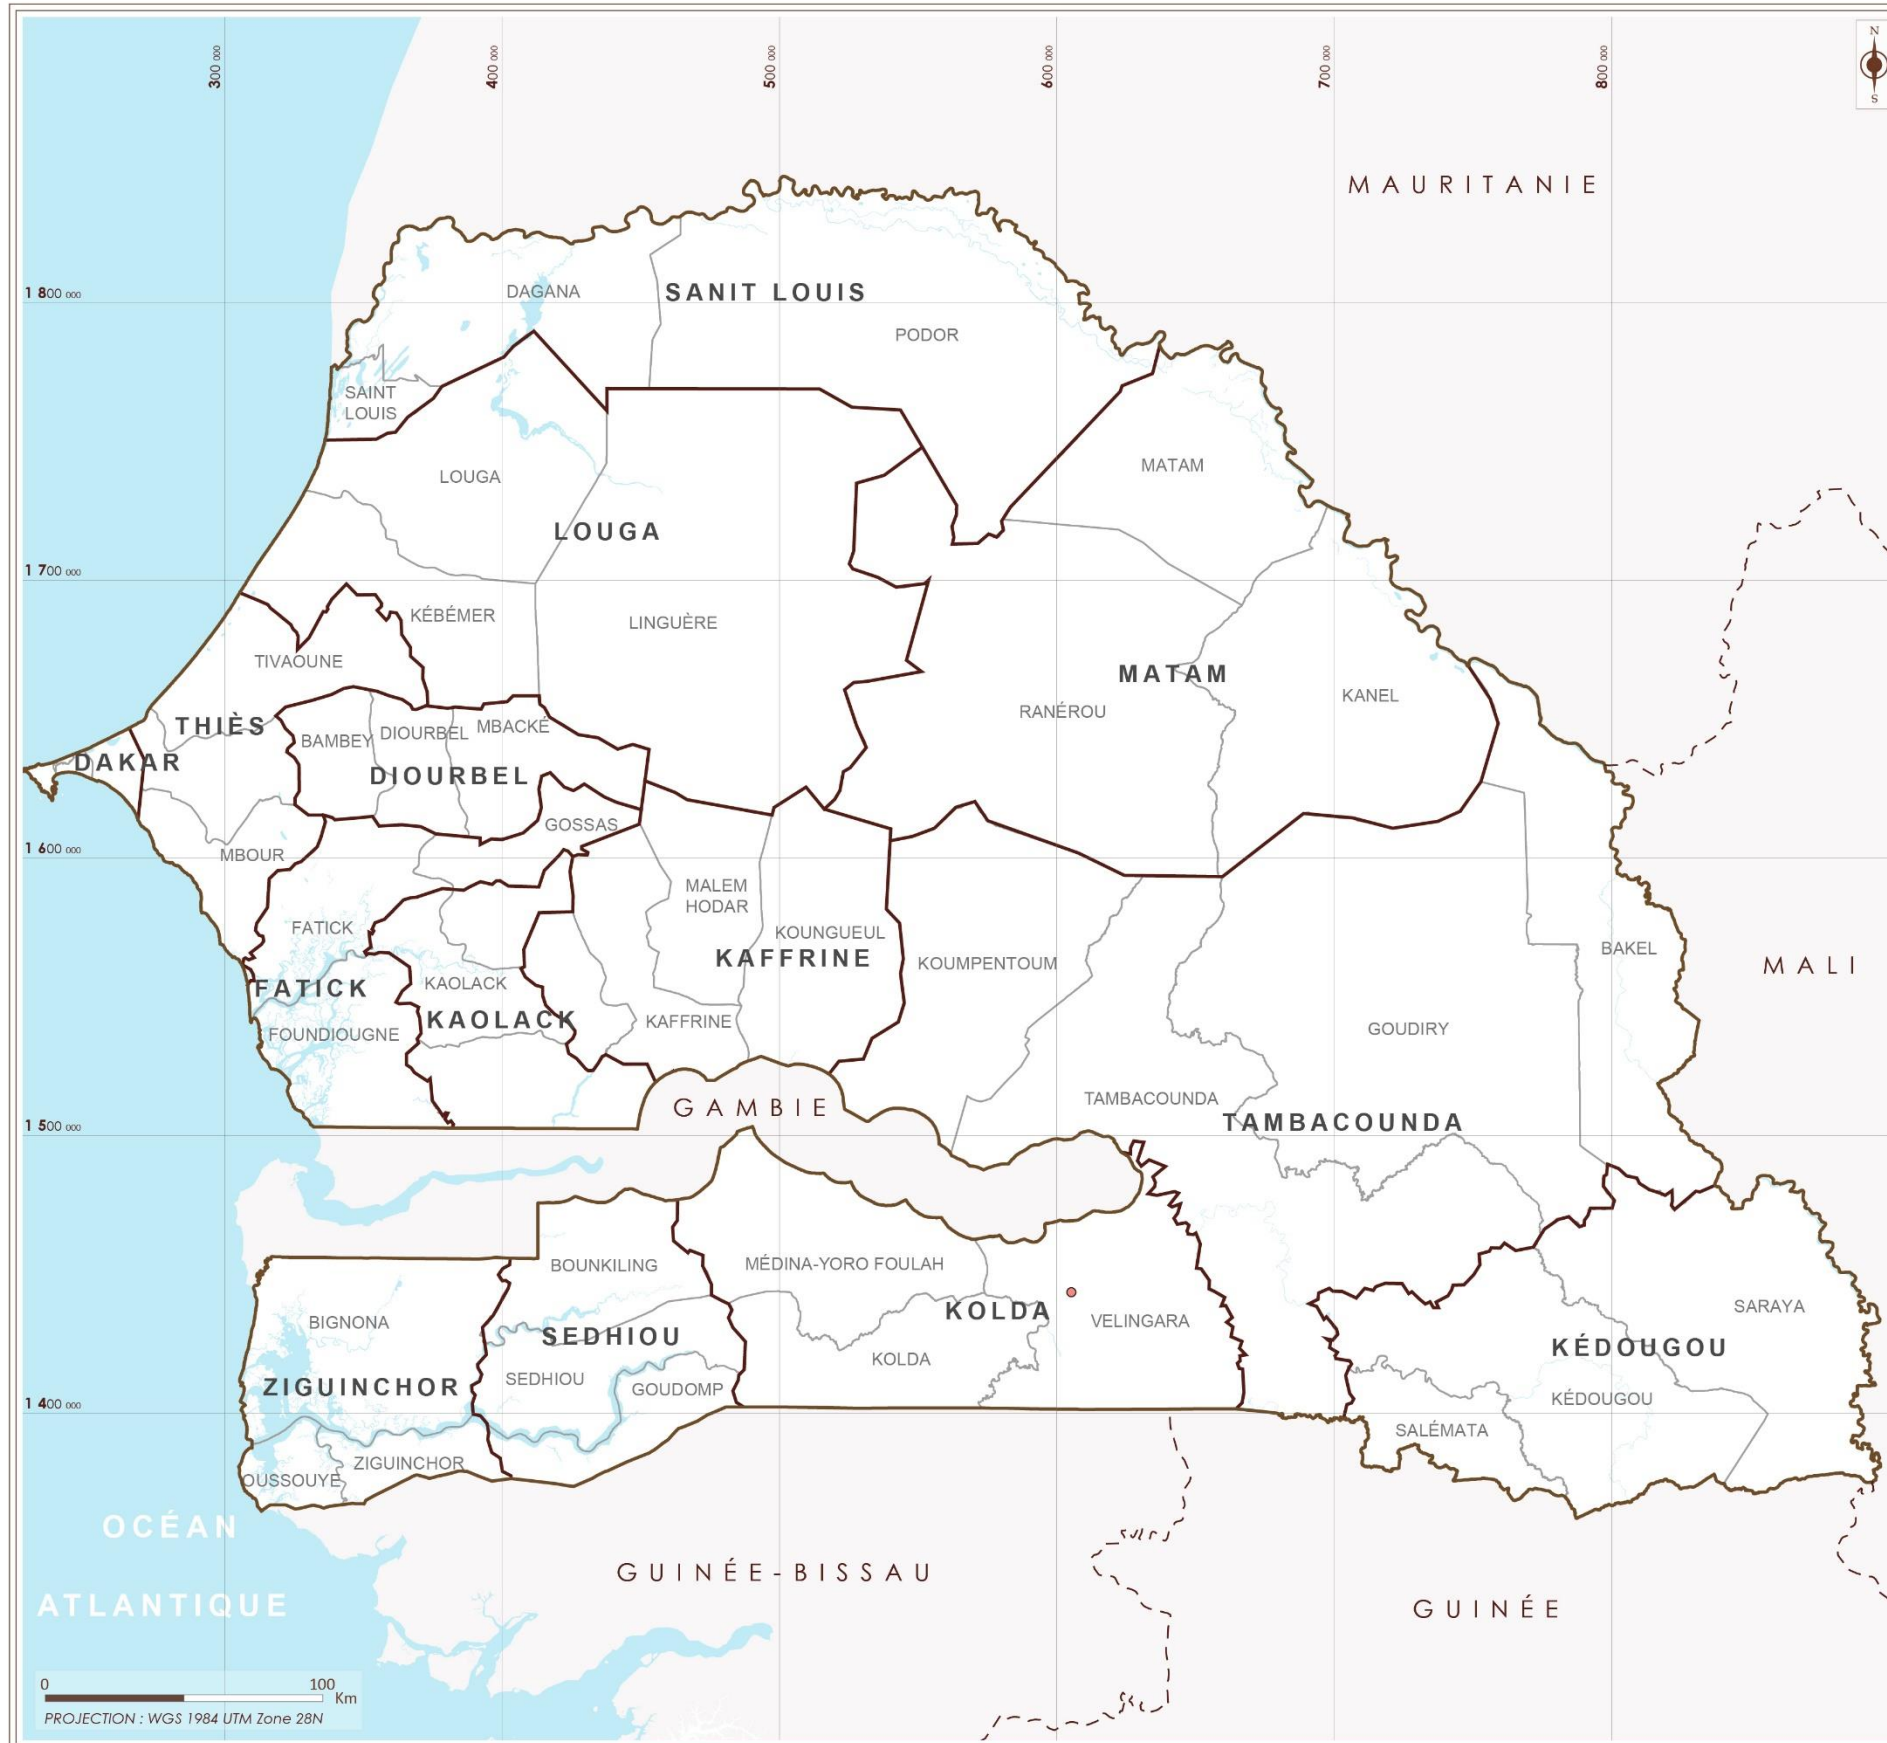 300 000
400 000
500 000
600 000
700 000
800 000
N
S
MAURITANIE
1 800 000
DAGANA
SANIT LOUIS
PODOR
SAINT
LOUIS
MATAM
LOUGA
LOUGA
1 700 000
KÉBÉMER
LINGUÈRE
TIVAOUNE
MATAM
KANEL
RANÉROU
THIÈS
BAMBEY
DIOURBEL
MBACKÉ
DAKAR
DIOURBEL
GOSSAS
1 600 000
MBOUR
MALEM
HODAR
FATICK
KOUNGUEUL
BAKEL
KAFFRINE
KOUMPENTOUM
MALI
KAOLACK
FATICK
KAOLACK
KAFFRINE
GOUDIRY
FOUNDIOUGNE
TAMBACOUNDA
GAMBIE
TAMBACOUNDA
1 500 000
BOUNKILING
MÉDINA-YORO FOULAH
SARAYA
KOLDA
VELINGARA
BIGNONA
SEDHIOU
KÉDOUGOU
KOLDA
SEDHIOU
ZIGUINCHOR
GOUDOMP
KÉDOUGOU
1 400 000
SALÉMATA
ZIGUINCHOR
OUSSOUYE
OCÉAN
ATLANTIQUE
GUINÉE-BISSAU
GUINÉE
0 100
Km
PROJECTION : WGS 1984 UTM Zone 28N